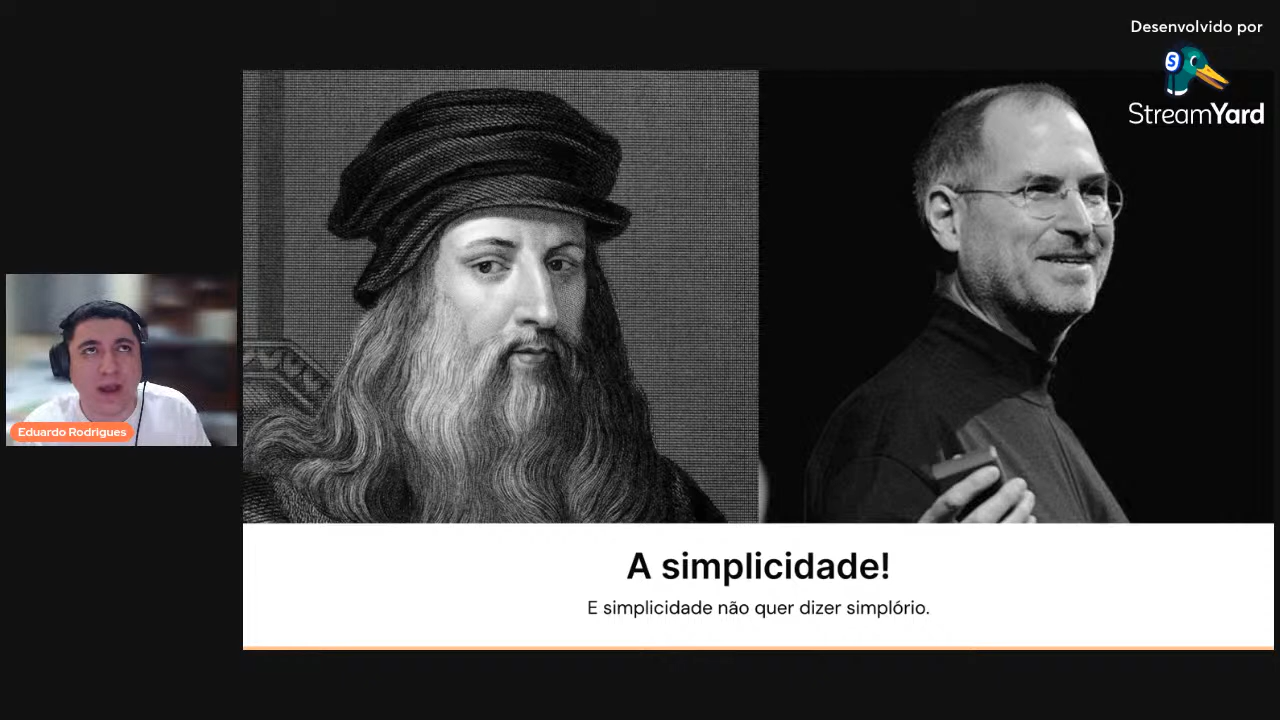 Desenvolvido por
S
StreamYard
Eduardo Rodrigues
A simplicidade!
E simplicidade não quer dizer simplório.